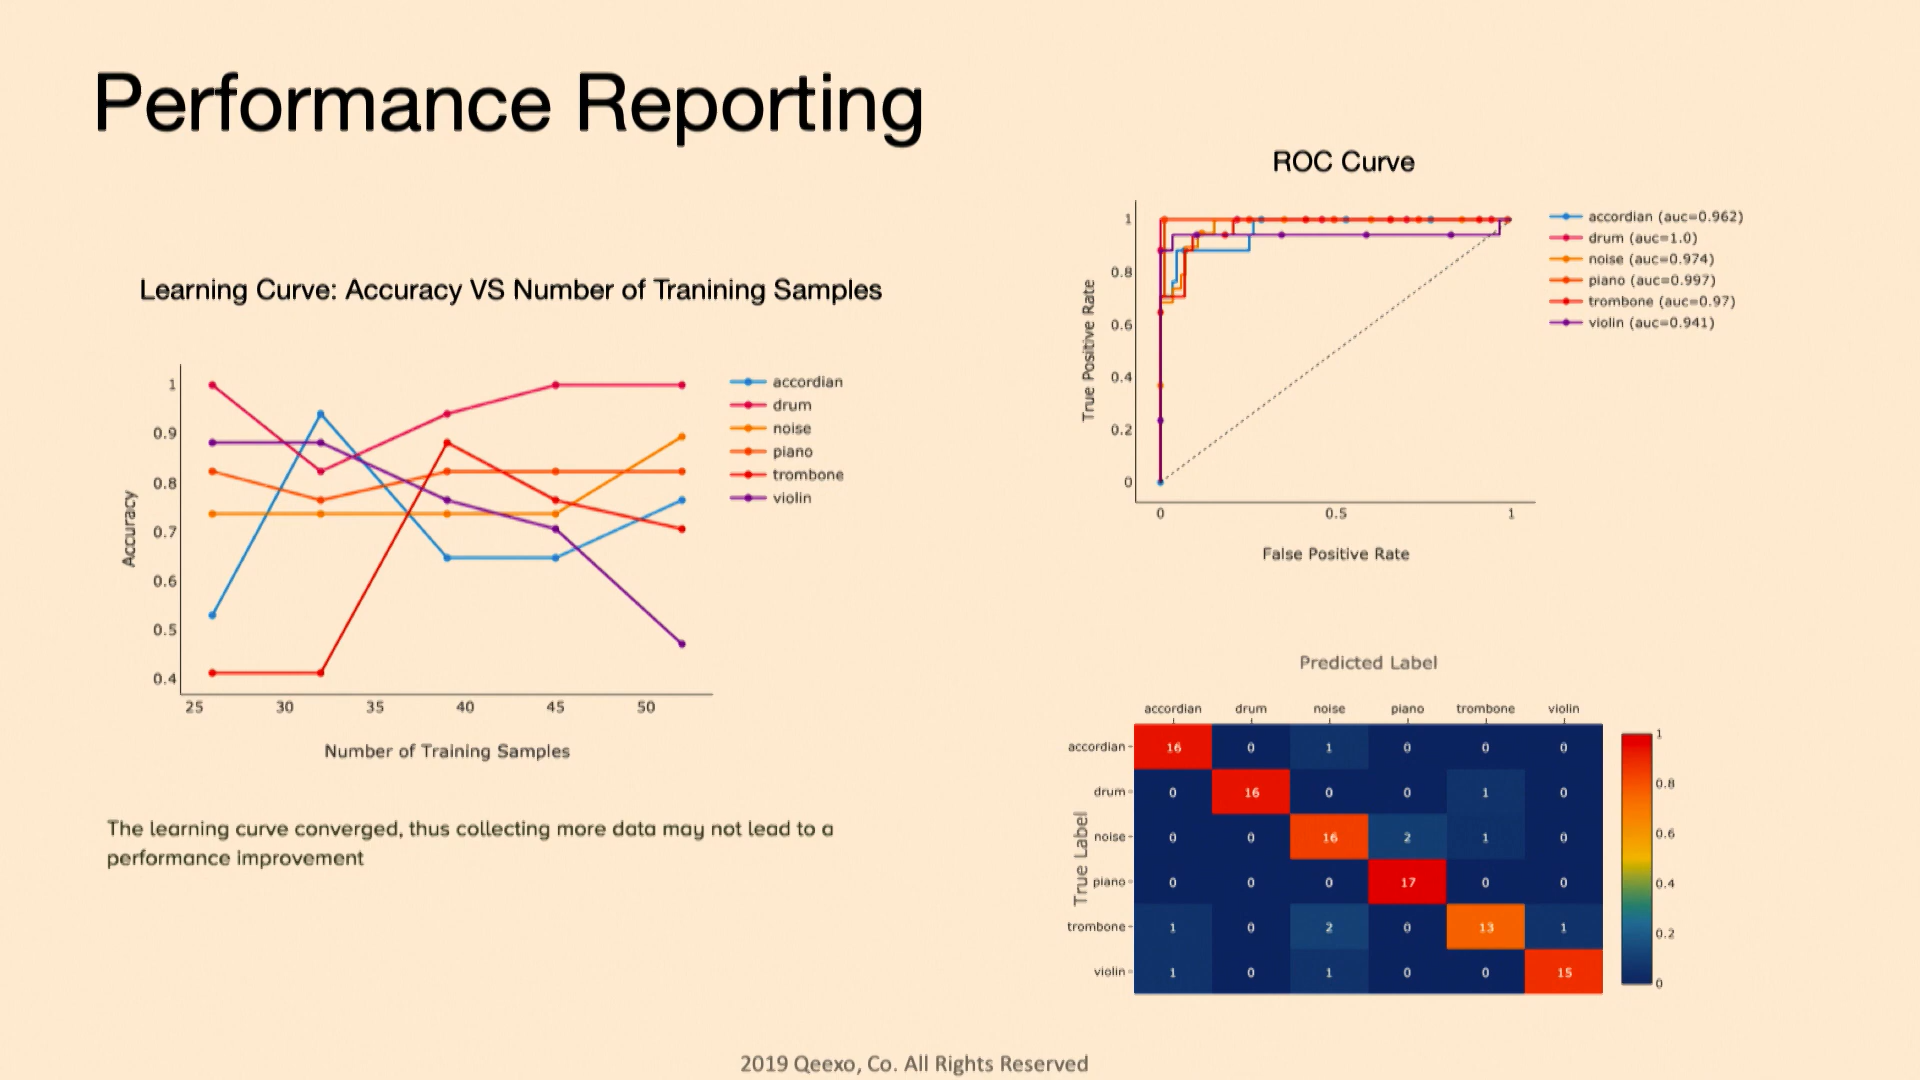 Performance Reporting
Learning Curve: Accuracy VS Number of Tranining Samples
1
0.9
0.8
0.7
0.6
0.5
0.4
Accuracy
25 30 35 40 45 50
Number of Training Samples
accordian
drum
noise
piano
trombone
violin
The learning curve converged, thus collecting more data may not lead to a
performance improvement
ROC Curve
1
0.8
0.6
0.4
0.2
0
True Positive Rate
0 0.5 1
False Positive Rate
accordian (auc=0.962)
drum (auc=1.0)
noise (auc=0.974)
piano (auc=0.997)
trombone (auc=0.97)
violin (auc=0.941)
Predicted Label
accordian drum noise piano trombone violin
True Label
accordian 16 0 1 0 0 0
drum 0 16 0 0 1 0
noise 0 0 16 2 1 0
piano 0 0 0 17 0 0
trombone 1 0 2 0 13 1
violin 1 0 1 0 0 15
1
0.8
0.6
0.4
0.2
0
2019 Qeexo, Co. All Rights Reserved